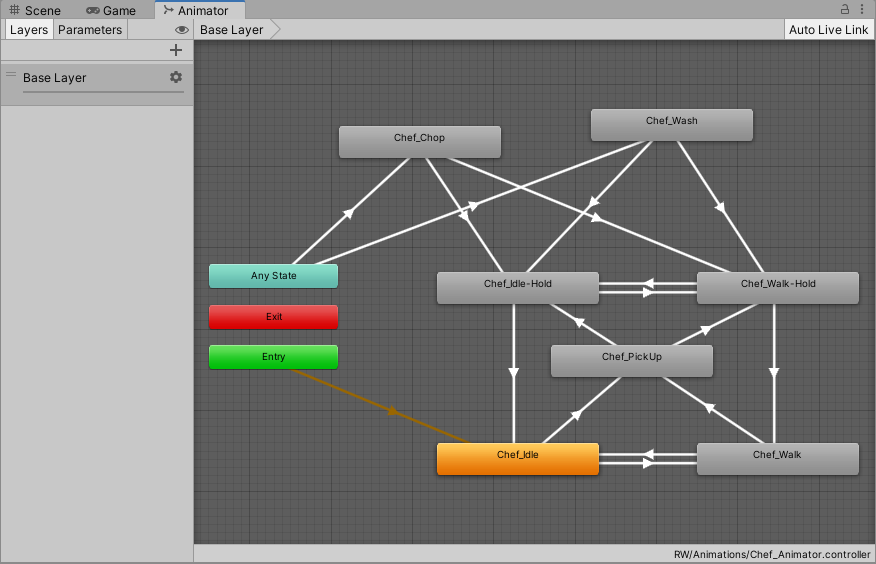 Scene Game Animator
Layers Parameters Base Layer Auto Live Link
Base Layer
Chef_Wash
Chef_Chop
Any State
Chef_Idle-Hold Chef_Walk-Hold
Exit
Entry Chef_PickUp
Chef_Idle Chef_Walk
RW/Animations/Chef_Animator.controller